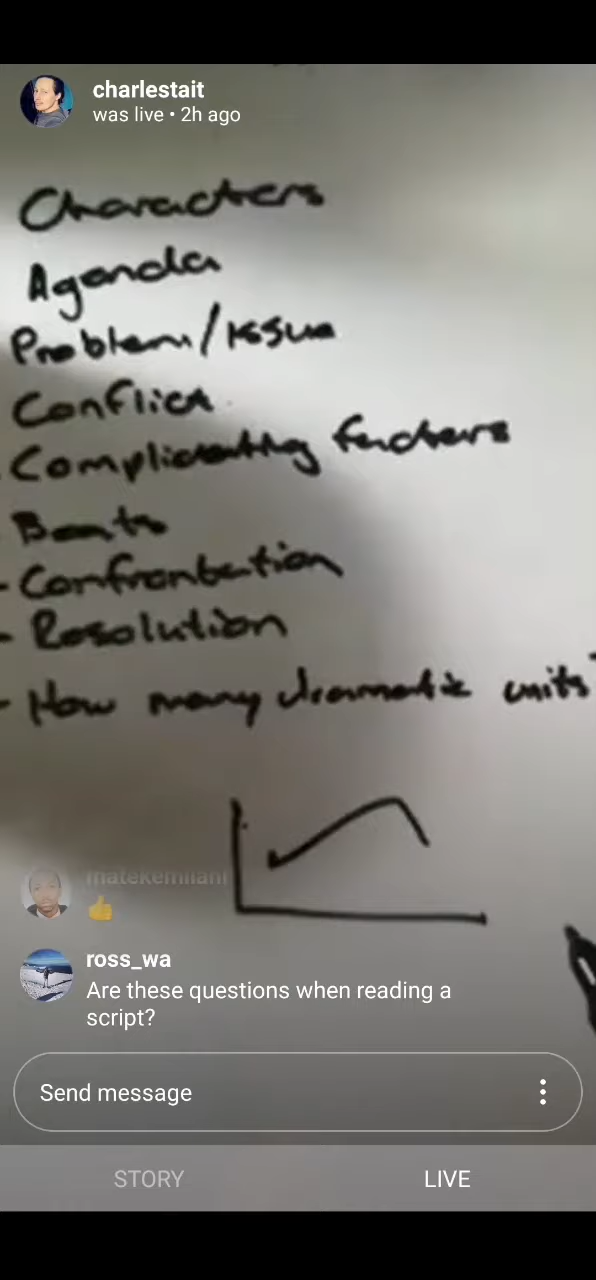 charlestait
was live • 2h ago
Characters
Agenda
Problem/Issue
Conflict
Complicating factors
Beats
- Confrontation
- Resolution
- How many dramatic units
matekemilani
👍
ross_wa
Are these questions when reading a
script?
Send message
STORY
LIVE